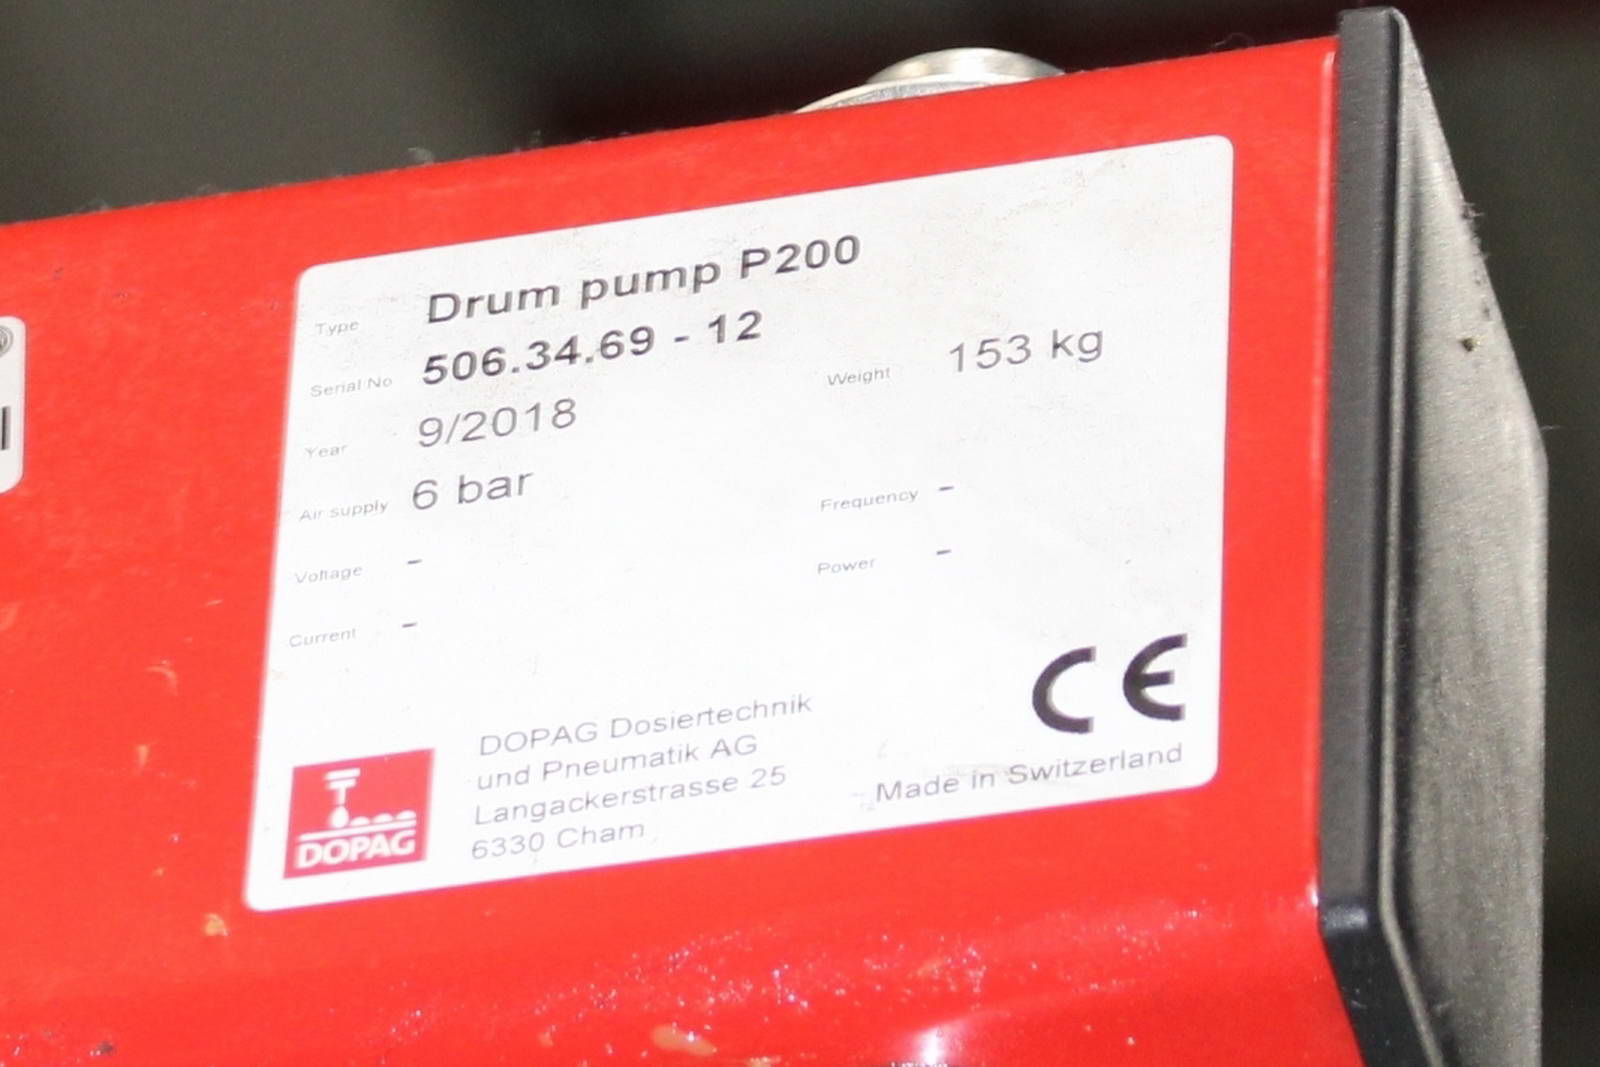 Type Drum pump P200
Serial No 506.34.69 - 12
Weight 153 kg
Year 9/2018
Air supply 6 bar
Frequency -
Voltage -
Power -
Current -
CE
DOPAG
DOPAG Dosiertechnik
und Pneumatik AG
Langackerstrasse 25
6330 Cham
Made in Switzerland